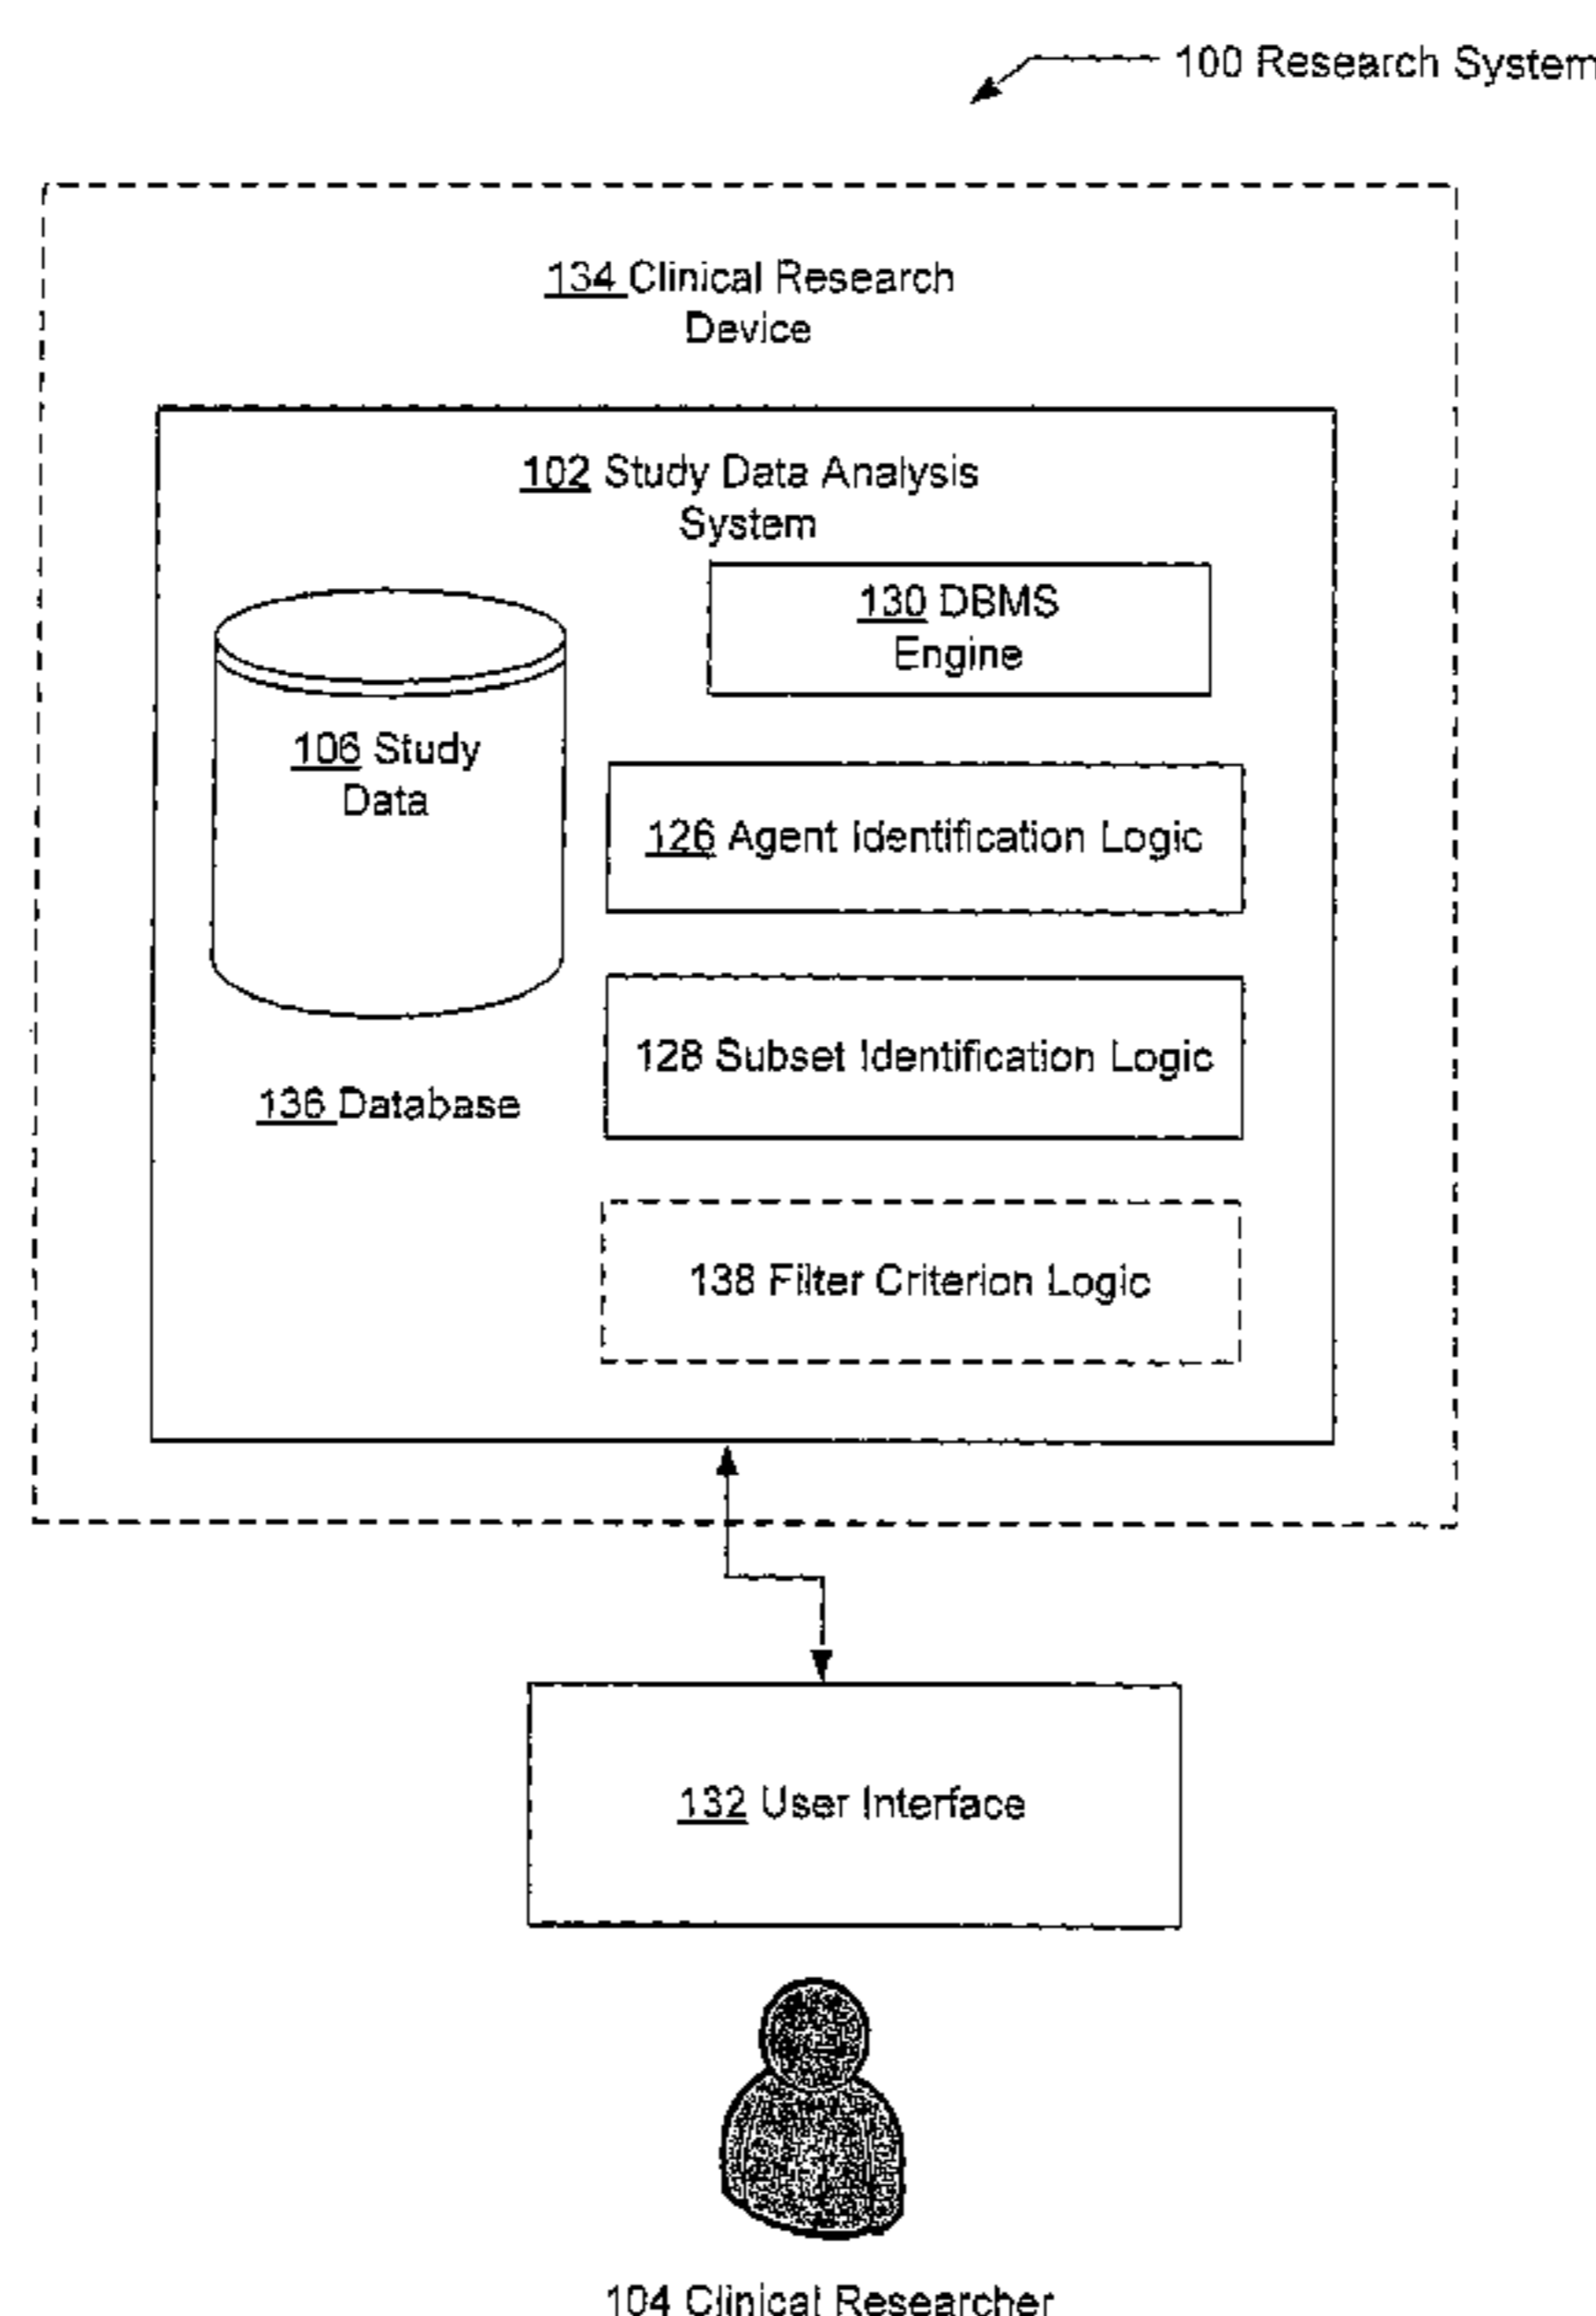 100 Research System
134 Clinical Research
Device
102 Study Data Analysis
System
130 DBMS
Engine
106 Study
Data
126 Agent Identification Logic
128 Subset Identification Logic
136 Database
138 Filter Criterion Logic
132 User Interface
104 Clinical Researcher